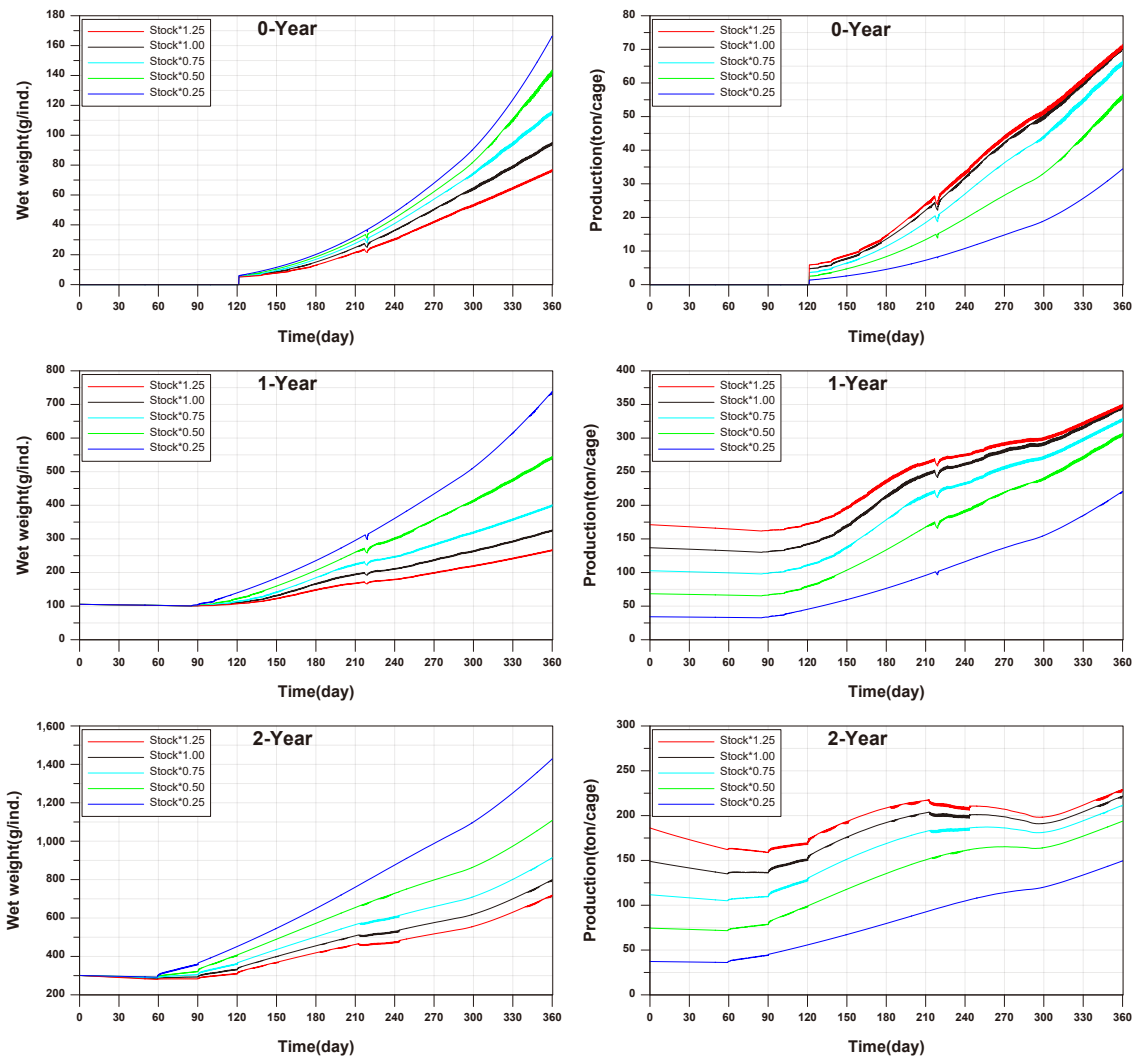 0-Year
Stock*1.25
Stock*1.00
Stock*0.75
Stock*0.50
Stock*0.25
Wet weight(g/ind.)
180
160
140
120
100
80
60
40
20
0
0 30 60 90 120 150 180 210 240 270 300 330 360
Time(day)
0-Year
Stock*1.25
Stock*1.00
Stock*0.75
Stock*0.50
Stock*0.25
Production(ton/cage)
80
70
60
50
40
30
20
10
0
0 30 60 90 120 150 180 210 240 270 300 330 360
Time(day)
1-Year
Stock*1.25
Stock*1.00
Stock*0.75
Stock*0.50
Stock*0.25
Wet weight(g/ind.)
800
700
600
500
400
300
200
100
0
0 30 60 90 120 150 180 210 240 270 300 330 360
Time(day)
1-Year
Stock*1.25
Stock*1.00
Stock*0.75
Stock*0.50
Stock*0.25
Production(ton/cage)
400
350
300
250
200
150
100
50
0
0 30 60 90 120 150 180 210 240 270 300 330 360
Time(day)
2-Year
Stock*1.25
Stock*1.00
Stock*0.75
Stock*0.50
Stock*0.25
Wet weight(g/ind.)
1,600
1,400
1,200
1,000
800
600
400
200
0 30 60 90 120 150 180 210 240 270 300 330 360
Time(day)
2-Year
Stock*1.25
Stock*1.00
Stock*0.75
Stock*0.50
Stock*0.25
Production(ton/cage)
300
250
200
150
100
50
0
0 30 60 90 120 150 180 210 240 270 300 330 360
Time(day)